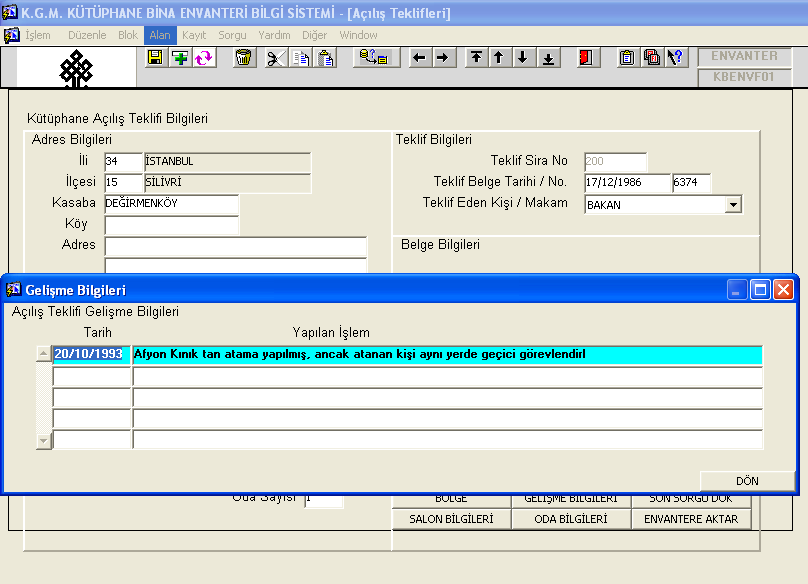 K.G.M. KÜTÜPHANE BİNA ENVANTERİ BİLGİ SİSTEMİ - [Açılış Teklifleri]
İşlem Düzenle Blok Alan Kayıt Sorgu Yardım Diğer Window
ENVANTER
KBENVF01
Kütüphane Açılış Teklifi Bilgileri
Adres Bilgileri
İli 34 İSTANBUL
İlçesi 15 SİLİVRİ
Kasaba DEĞİRMENKÖY
Köy
Adres
Teklif Bilgileri
Teklif Sira No 200
Teklif Belge Tarihi / No. 17/12/1986 6374
Teklif Eden Kişi / Makam BAKAN
Belge Bilgileri
Gelişme Bilgileri
Açılış Teklifi Gelişme Bilgileri
Tarih Yapılan İşlem
20/10/1993 Afyon Kınık tan atama yapılmış, ancak atanan kişi aynı yerde geçici görevlendirl
DÖN
Oda Sayısı 1
BÖLGE GELİŞME BİLGİLERİ SON SORGU DÖK
SALON BİLGİLERİ ODA BİLGİLERİ ENVANTERE AKTAR